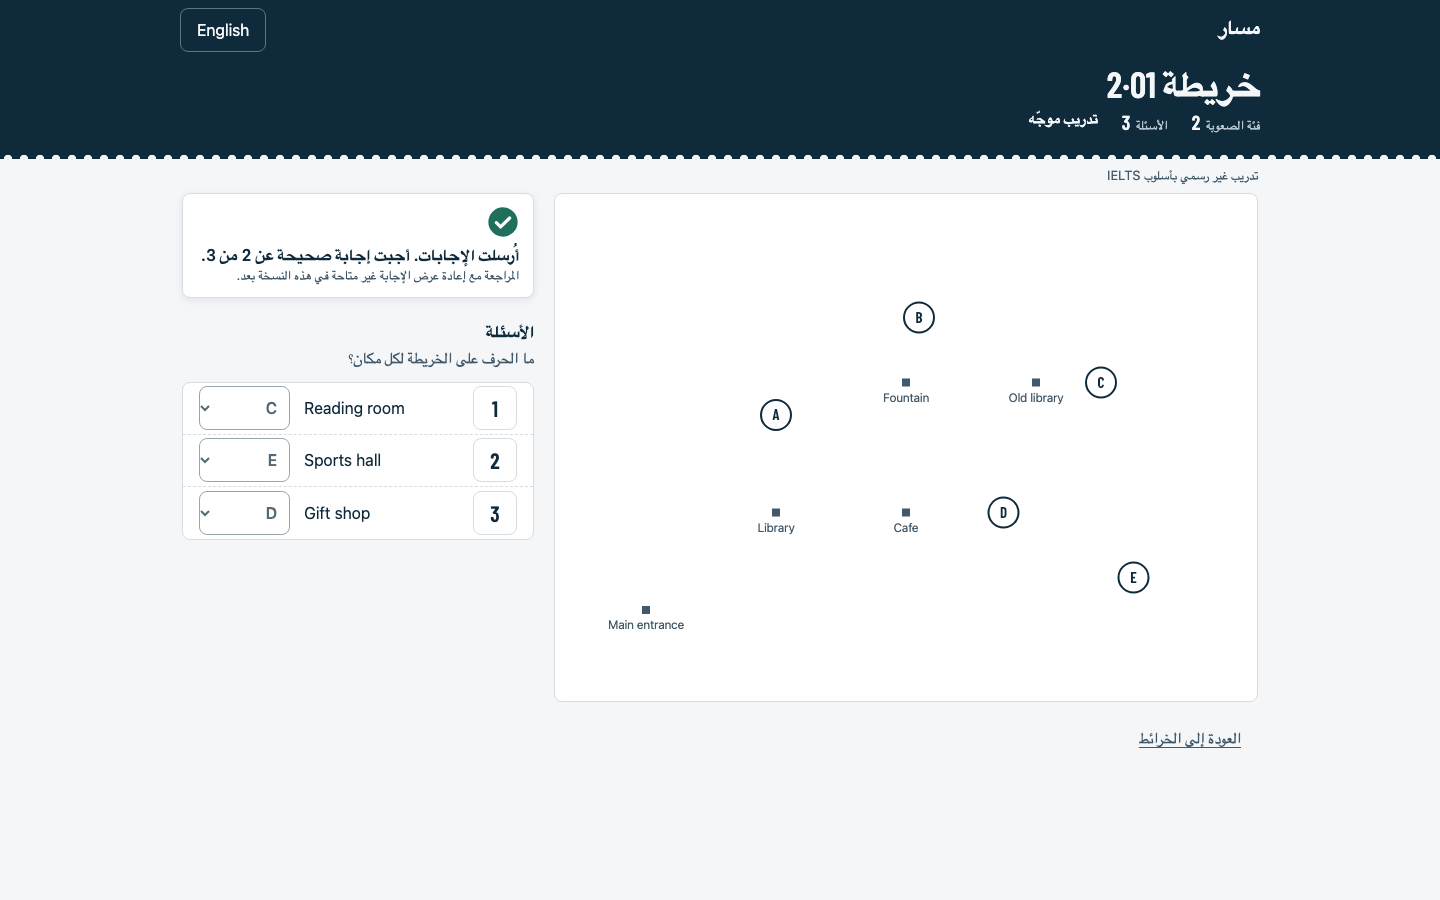 مسار
English
خريطة 2·01
فئة الصعوبة 2 الأسئلة 3 تدريب موجّه
تدريب غير رسمي بأسلوب IELTS
أُرسلت الإجابات. أجبت إجابة صحيحة عن 2 من 3.
المراجعة مع إعادة عرض الإجابة غير متاحة في هذه النسخة بعد.
الأسئلة
ما الحرف على الخريطة لكل مكان؟
1 Reading room C
2 Sports hall E
3 Gift shop D
B
C
Fountain
Old library
A
D
Library
Cafe
E
Main entrance
العودة إلى الخرائط